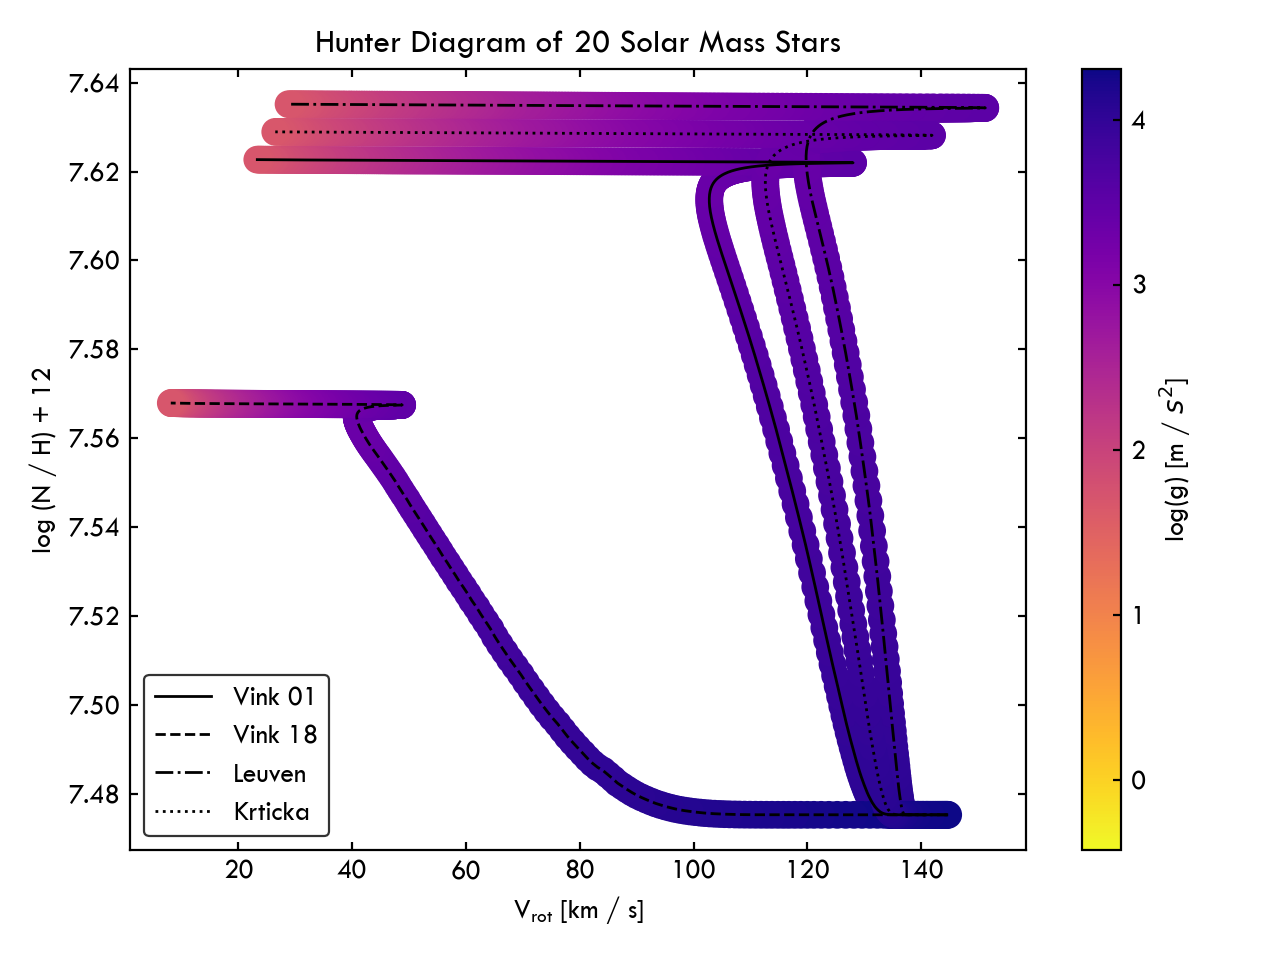 Hunter Diagram of 20 Solar Mass Stars
7.64
7.62
7.60
7.58
7.56
7.54
7.52
7.50
7.48
log (N / H) + 12
20
40
60
80
100
120
140
V_rot [km / s]
Vink 01
Vink 18
Leuven
Krticka
4
3
2
1
0
log(g) [m / s²]